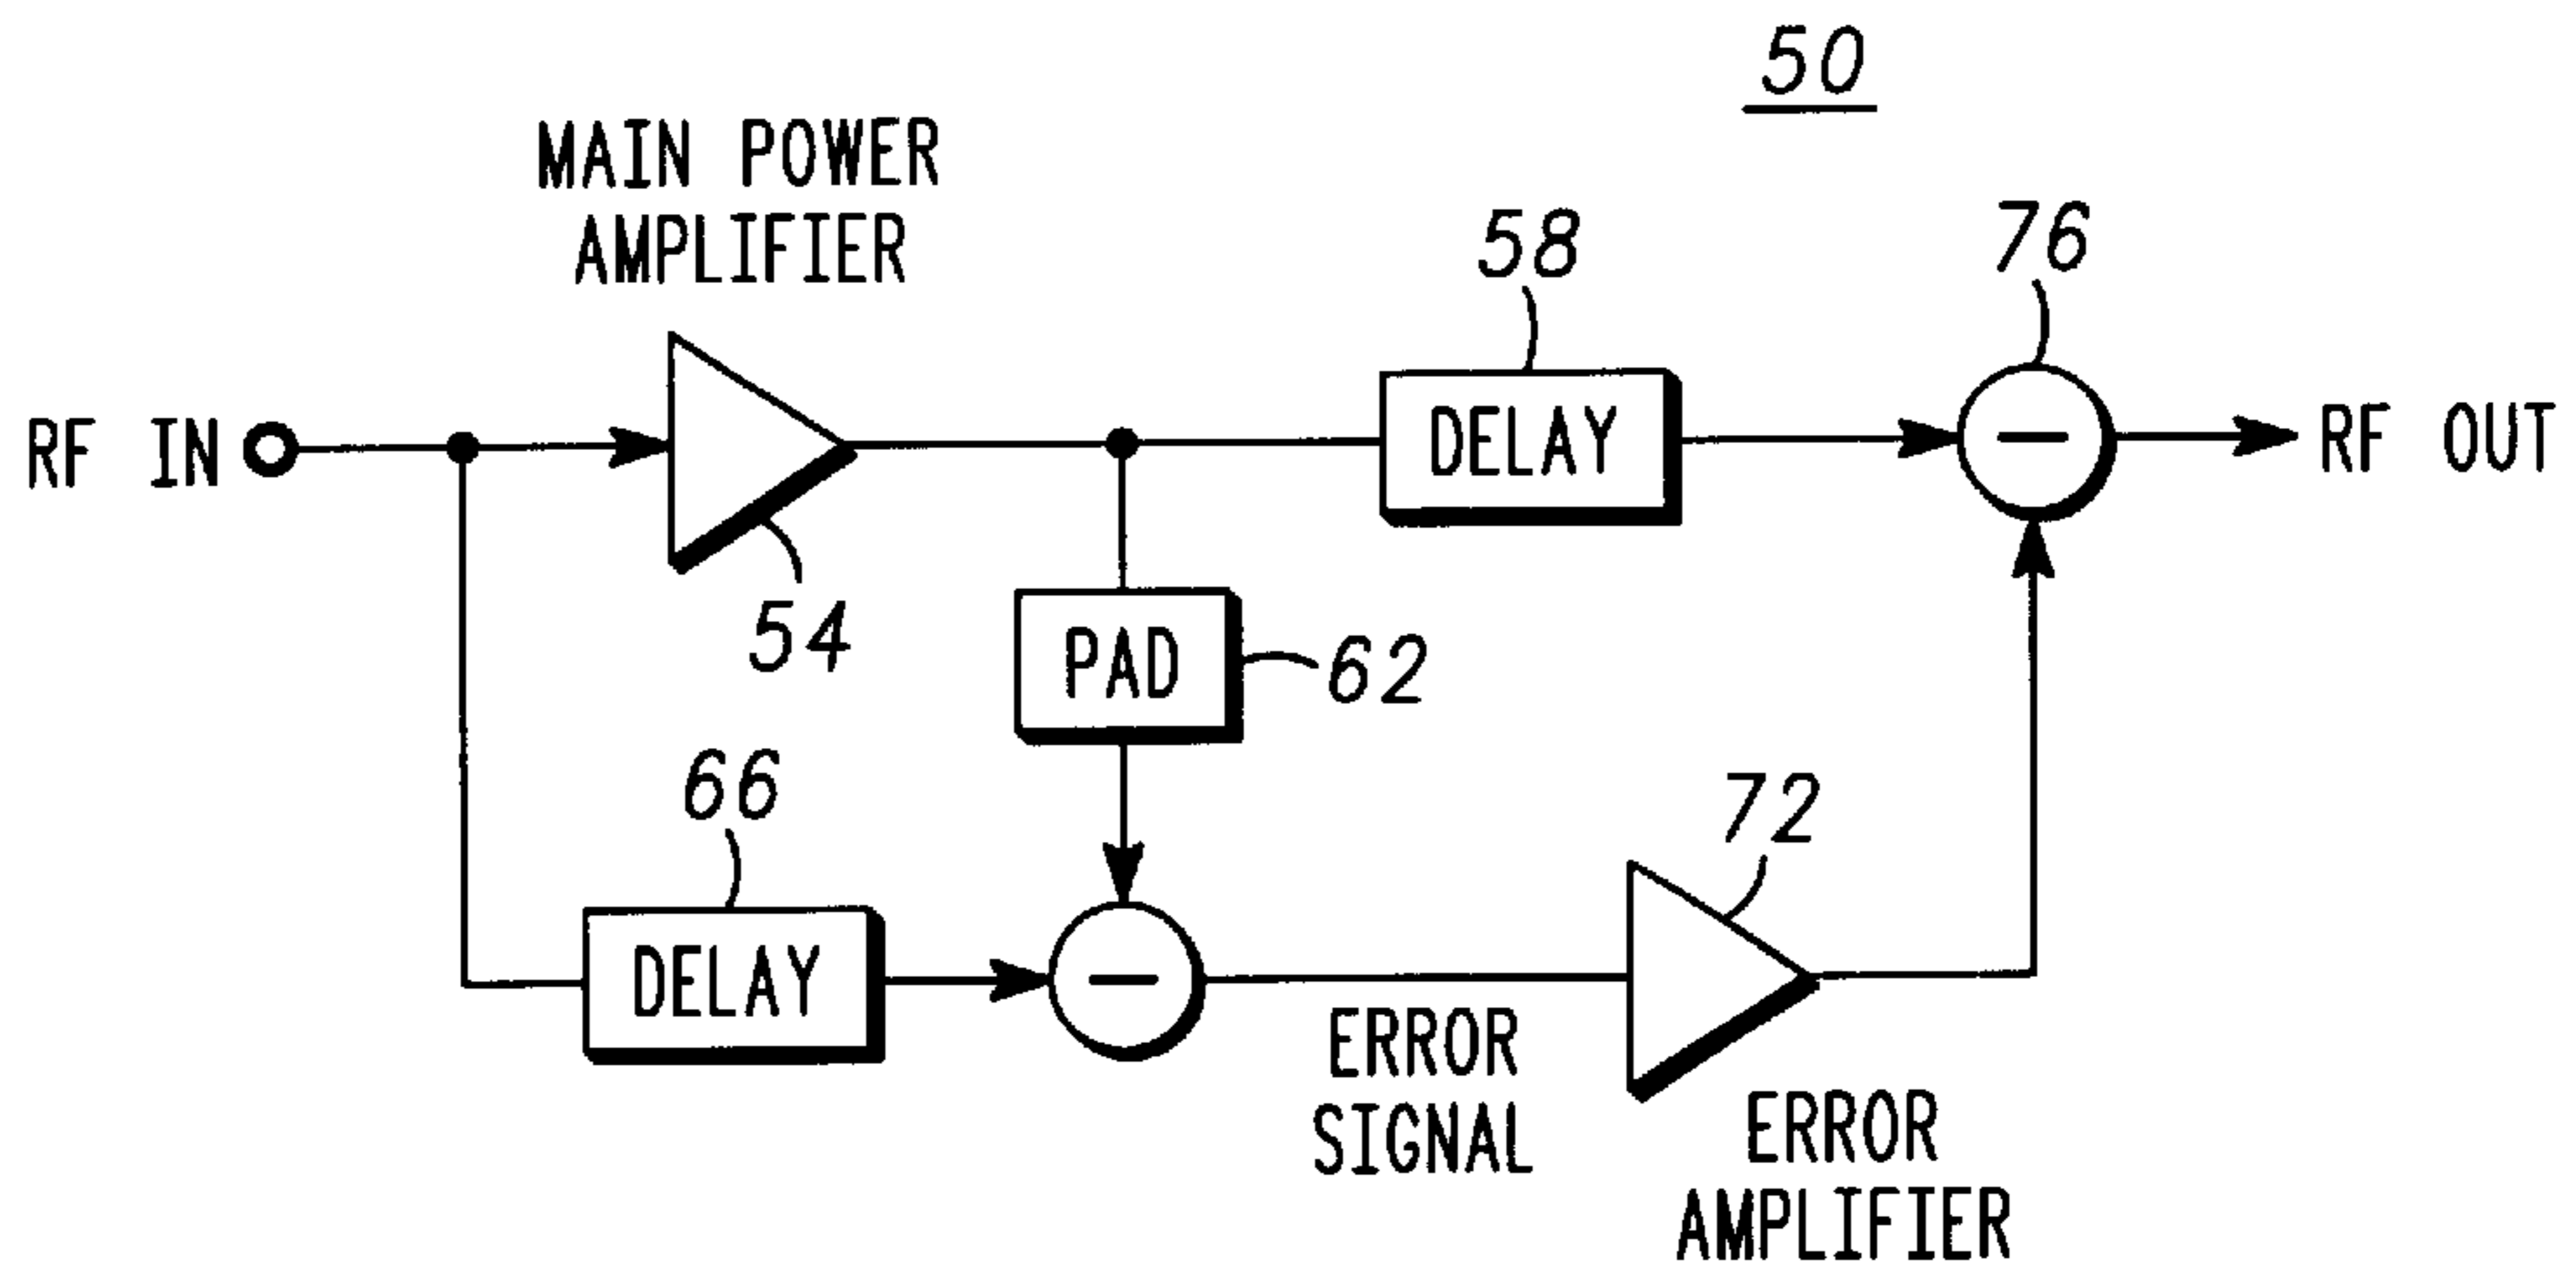 50
MAIN POWER
AMPLIFIER
58
76
RF IN
DELAY
RF OUT
54
PAD
62
66
72
DELAY
ERROR
SIGNAL
ERROR
AMPLIFIER